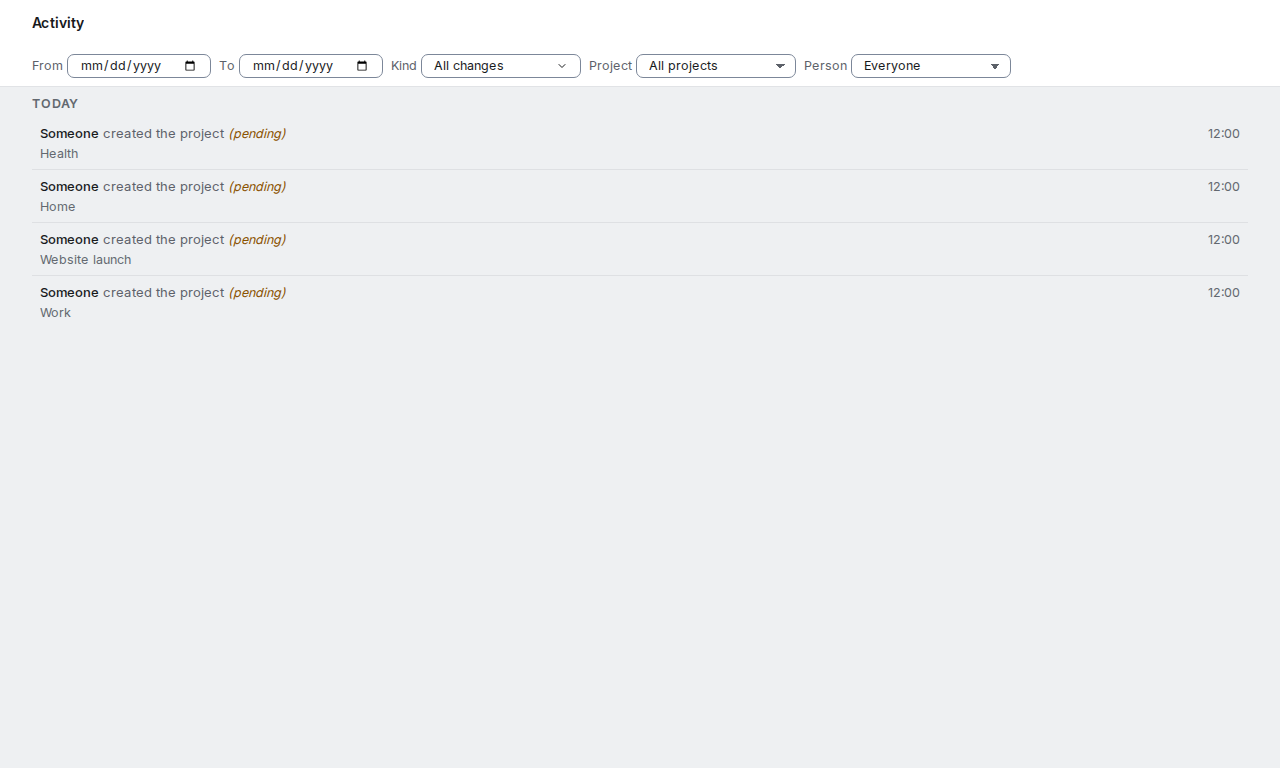 Activity
From mm/dd/yyyy To mm/dd/yyyy Kind All changes Project All projects Person Everyone
TODAY
Someone created the project (pending) 12:00
Health
Someone created the project (pending) 12:00
Home
Someone created the project (pending) 12:00
Website launch
Someone created the project (pending) 12:00
Work